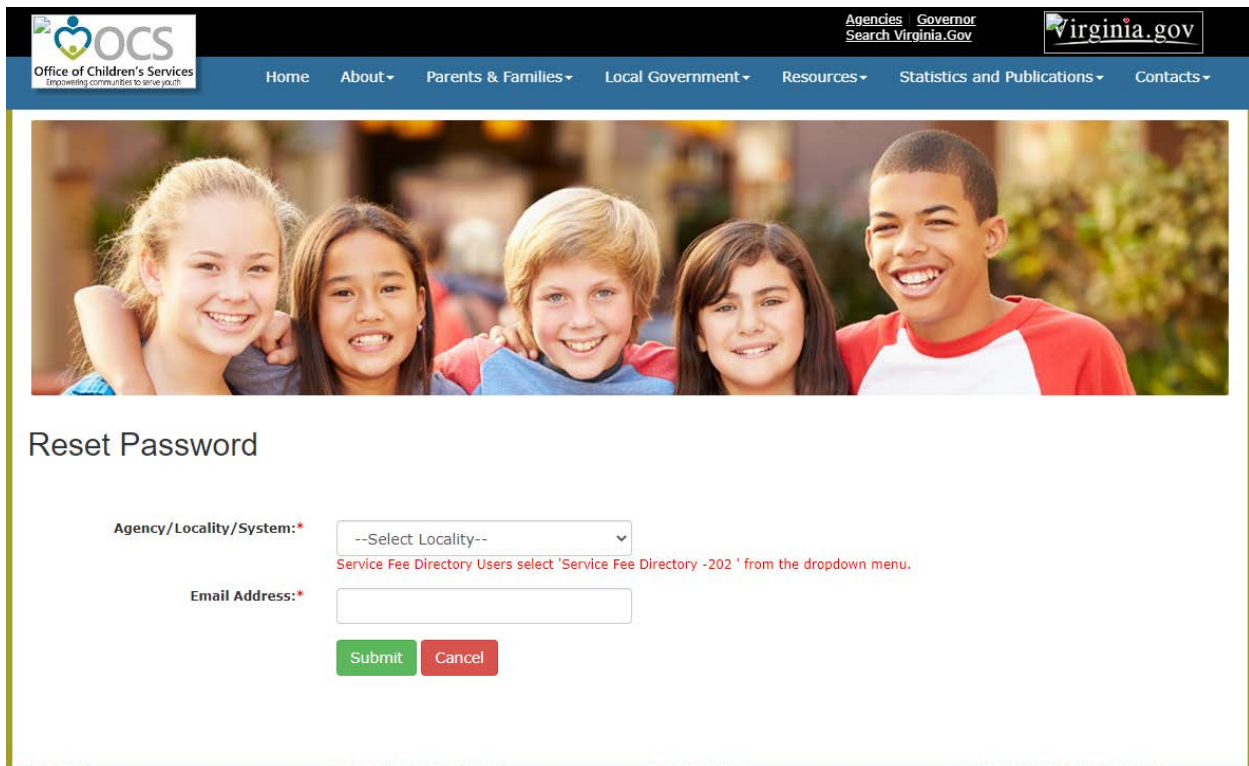 OCS
Office of Children's Services
Empowering communities to serve youth
Agencies | Governor
Search Virginia.Gov
Virginia.gov
Home About Parents & Families Local Government Resources Statistics and Publications Contacts
Reset Password
Agency/Locality/System:*
--Select Locality--
Service Fee Directory Users select 'Service Fee Directory -202 ' from the dropdown menu.
Email Address:*
Submit Cancel